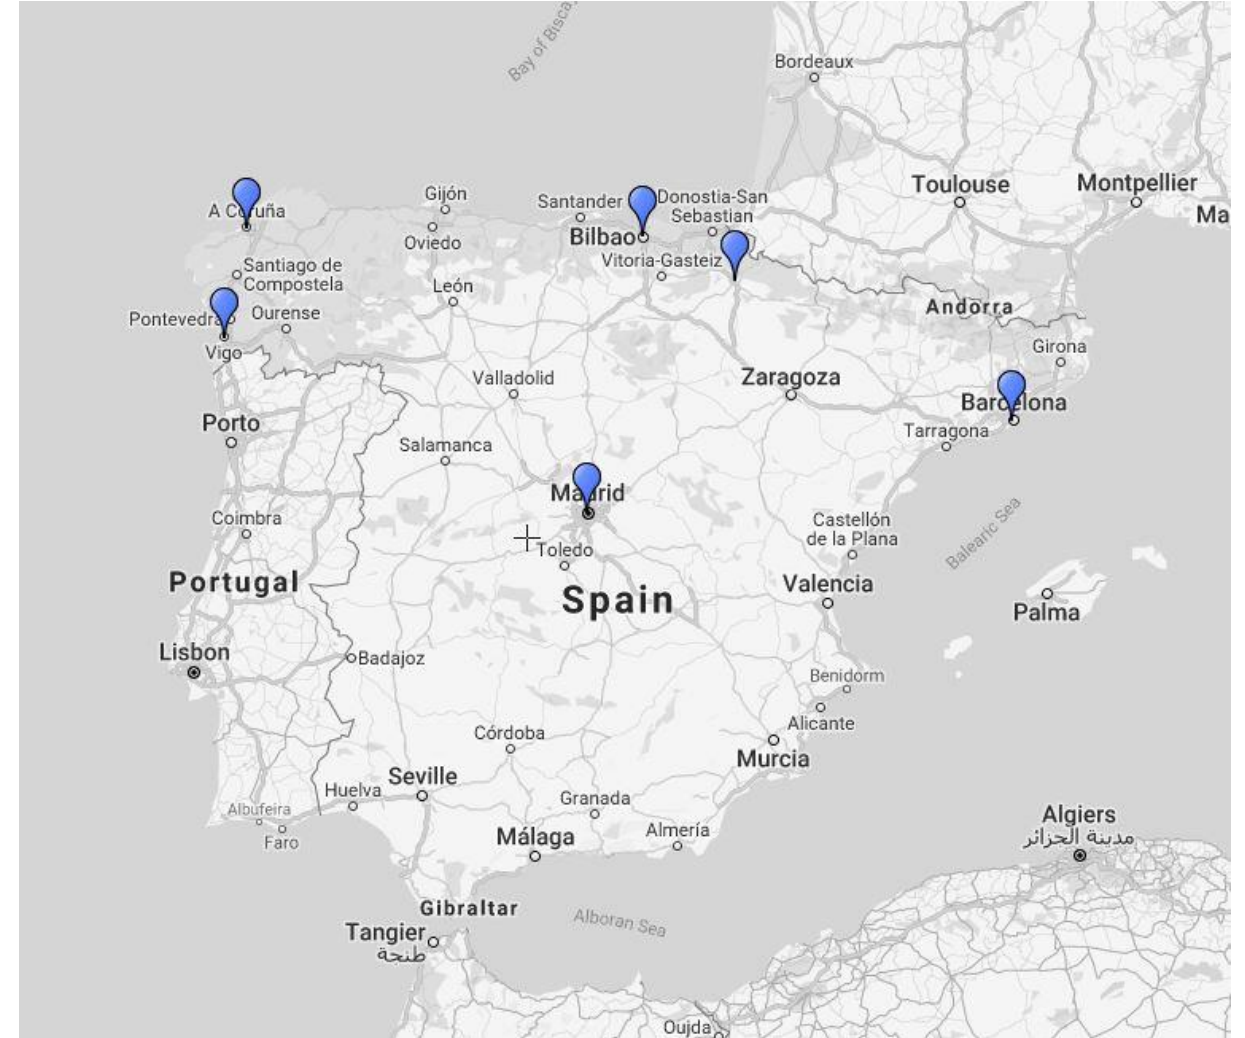 Bay of Biscay
Bordeaux
Toulouse
Montpellier
Ma
Gijón
Santander
Donostia-San
Sebastian
A Coruña
Oviedo
Bilbao
Vitoria-Gasteiz
Santiago de
Compostela
León
Andorra
Pontevedra
Ourense
Vigo
Girona
Valladolid
Zaragoza
Barcelona
Porto
Tarragona
Salamanca
Madrid
Coimbra
Castellón
de la Plana
Balearic Sea
Toledo
Portugal
Spain
Valencia
Palma
Lisbon
Badajoz
Benidorm
Alicante
Córdoba
Murcia
Seville
Huelva
Granada
Albufeira
Faro
Málaga
Almería
Algiers
مدينة الجزائر
Gibraltar
Alboran Sea
Tangier
طنجة
Oujda